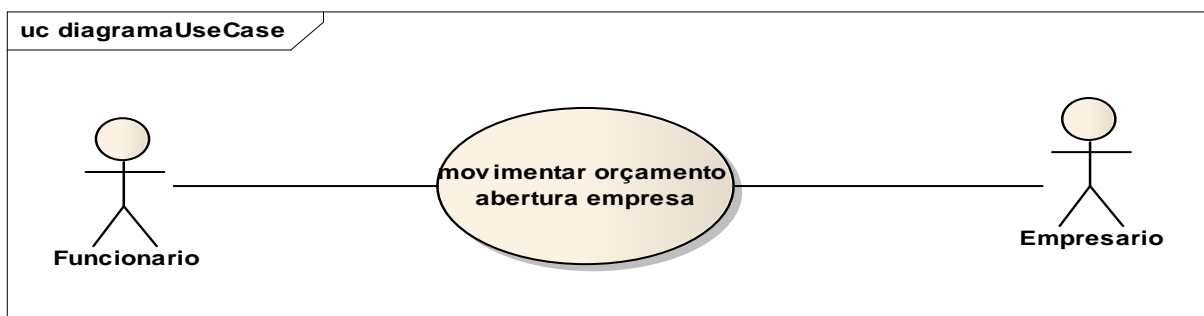 uc diagramaUseCase
movimentar orçamento
abertura empresa
Funcionario
Empresario